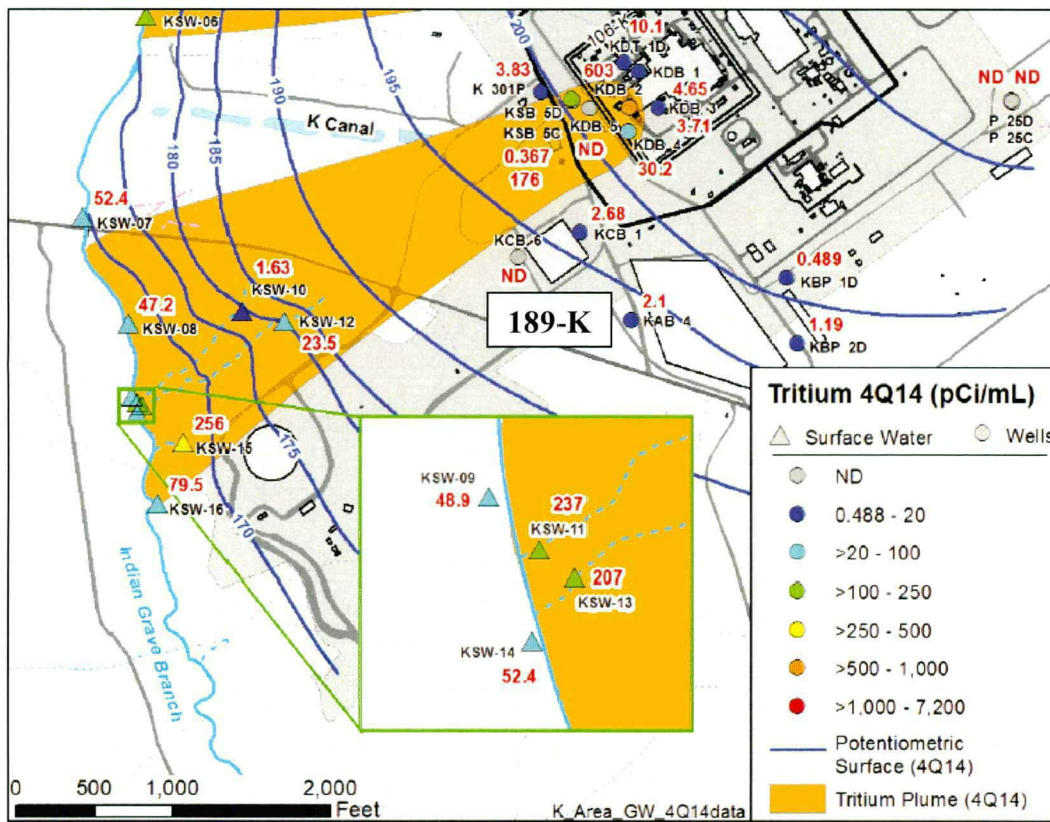 KSW-06
10.1
200
106-K
KDT 1D
195
3.83
603
KDB 1
ND ND
190
K 301P
KDB 2
4.65
KSB 5D
KDB 3
P 25D
K Canal
KDB 5
3.71
P 25C
185
KSB 5C
KDB 4
180
ND
0.367
30.2
176
52.4
KSW-07
2.68
KCB 6
KCB 1
1.63
0.489
KSW-10
ND
KBP 1D
47.2
2.1
KSW-08
KSW-12
189-K
KAB 4
1.19
23.5
KBP 2D
256
KSW-15
175
79.5
KSW-16
170
Indian Grave Branch
KSW-09
48.9
237
KSW-11
207
KSW-13
KSW-14
52.4
Tritium 4Q14 (pCi/mL)
Surface Water Wells
ND
0.488 - 20
>20 - 100
>100 - 250
>250 - 500
>500 - 1,000
>1,000 - 7,200
Potentiometric
Surface (4Q14)
Tritium Plume (4Q14)
0 500 1,000 2,000
Feet
K_Area_GW_4Q14data